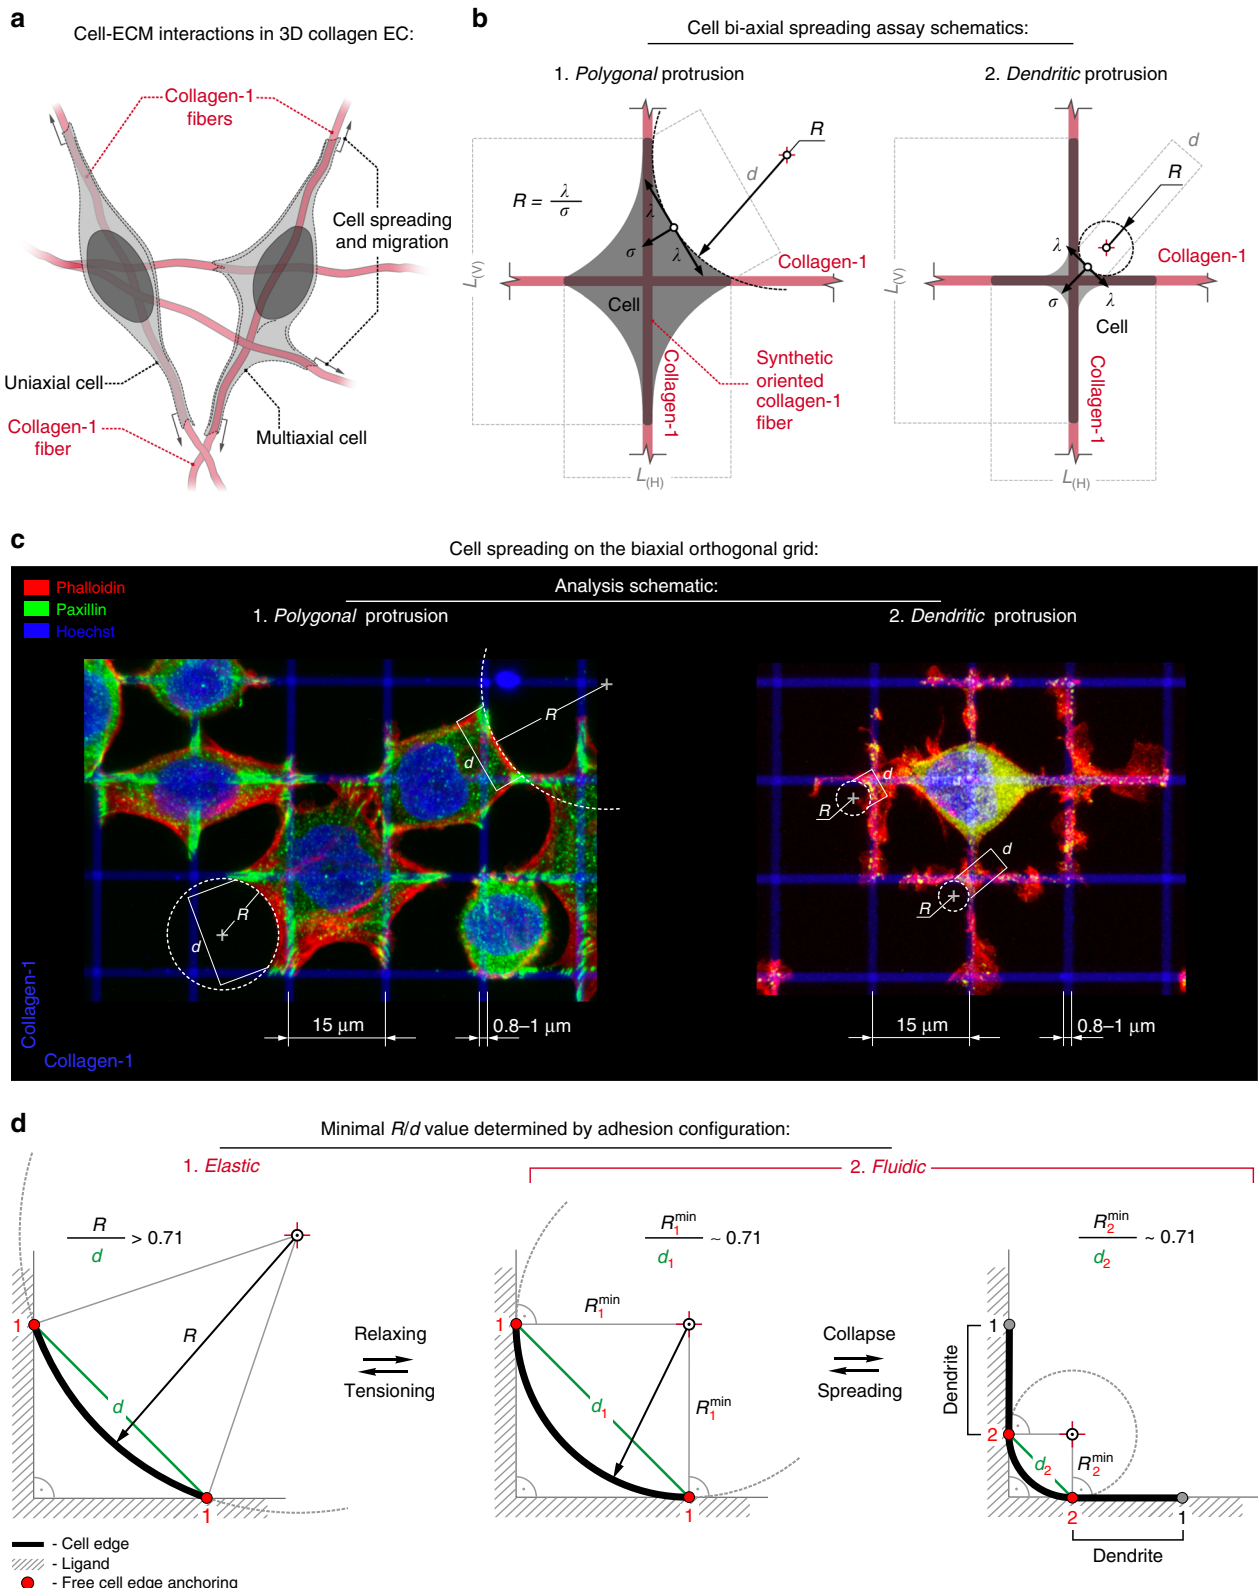 a
Cell-ECM interactions in 3D collagen EC:
Collagen-1
fibers
Cell spreading
and migration
Uniaxial cell
Collagen-1
fiber
Multiaxial cell
b
Cell bi-axial spreading assay schematics:
1. Polygonal protrusion
R
d
R = λ / σ
λ
σ
λ
Collagen-1
L(V)
Cell
Collagen-1
Synthetic
oriented
collagen-1
fiber
L(H)
2. Dendritic protrusion
d
R
λ
Collagen-1
L(V)
σ
λ
Cell
Collagen-1
L(H)
c
Cell spreading on the biaxial orthogonal grid:
Phalloidin
Paxillin
Hoechst
Analysis schematic:
1. Polygonal protrusion
2. Dendritic protrusion
R
d
R
d
d
R
d
R
Collagen-1
Collagen-1
15 µm
0.8–1 µm
15 µm
0.8–1 µm
d
Minimal R/d value determined by adhesion configuration:
1. Elastic
2. Fluidic
R / d > 0.71
R1min / d1 ~ 0.71
R2min / d2 ~ 0.71
1
R
d
1
Relaxing
Tensioning
R1min
1
d1
R1min
1
Collapse
Spreading
1
Dendrite
2
d2
R2min
2
1
Dendrite
- Cell edge
- Ligand
- Free cell edge anchoring